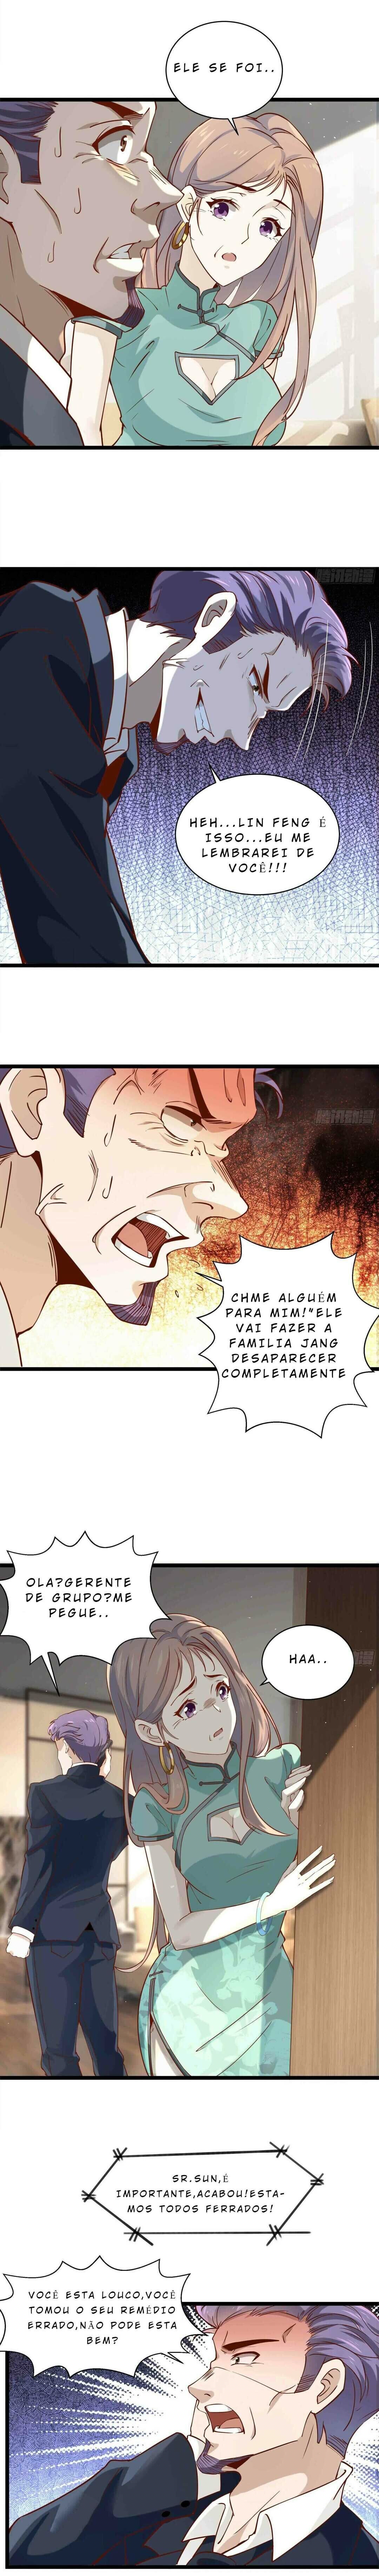 ELE SE FOI..
HEH...LIN FENG É
ISSO...EU ME
LEMBRAREI DE
VOCÊ!!!
CHME ALGUÉM
PARA MIM!"ELE
VAI FAZER A
FAMILIA JANG
DESAPARECER
COMPLETAMENTE
OLA?GERENTE
DE GRUPO?ME
PEGUE..
HAA..
SR.SUN,É
IMPORTANTE,ACABOU!ESTA-
MOS TODOS FERRADOS!
VOCÊ ESTA LOUCO,VOCÊ
TOMOU O SEU REMÉDIO
ERRADO,NÃO PODE ESTA
BEM?